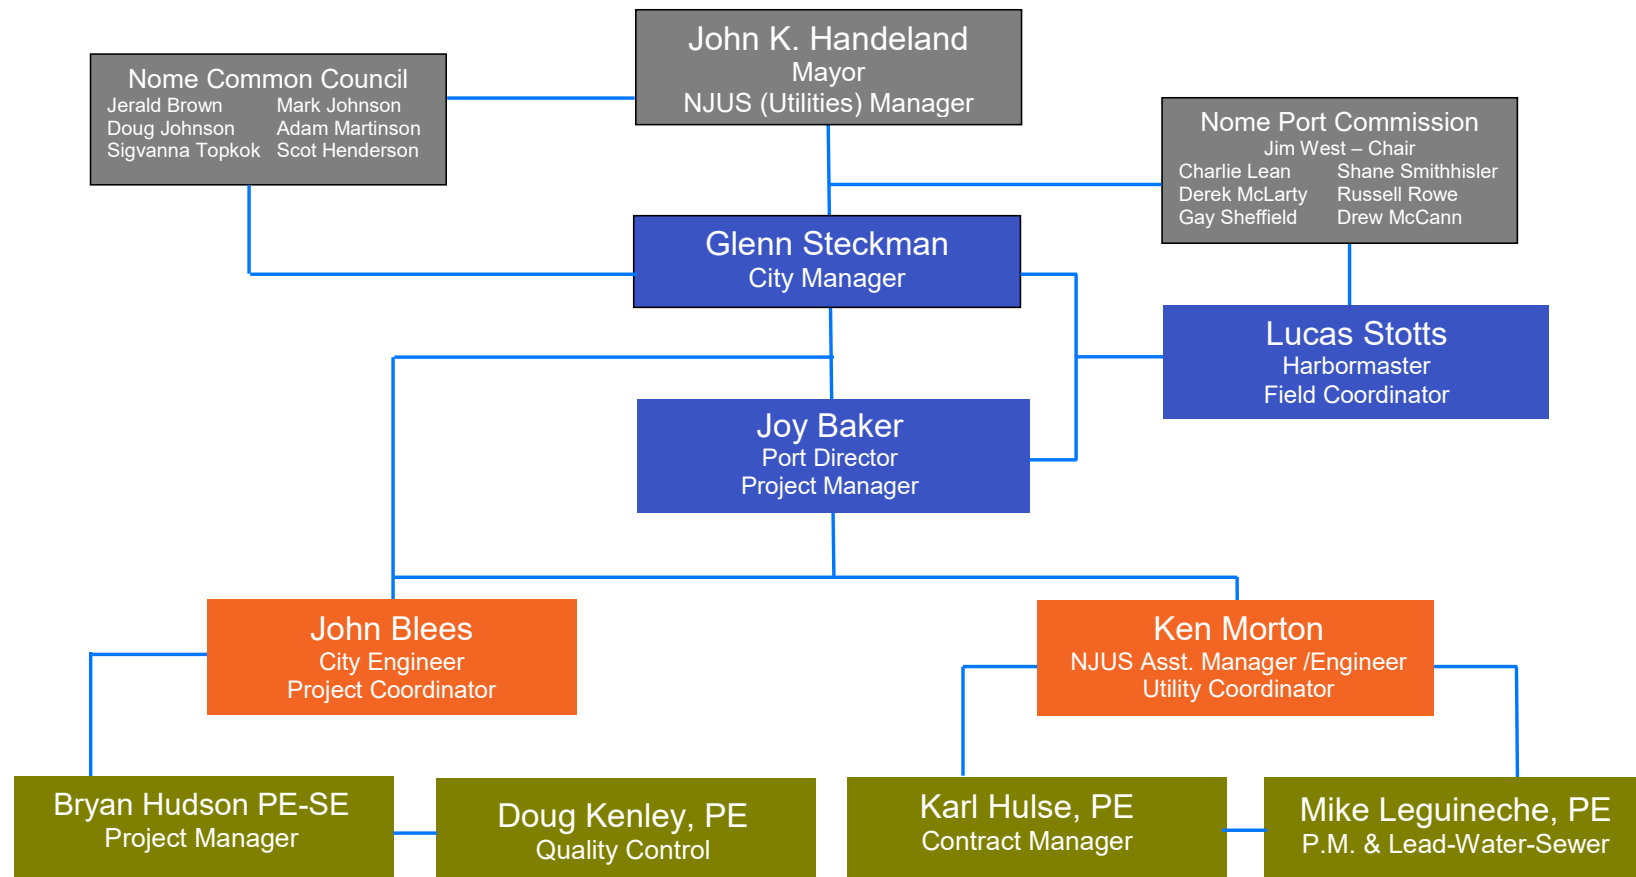 John K. Handeland
Mayor
NJUS (Utilities) Manager
Nome Common Council
Jerald Brown Mark Johnson
Doug Johnson Adam Martinson
Sigvanna Topkok Scot Henderson
Nome Port Commission
Jim West – Chair
Charlie Lean Shane Smithhisler
Derek McLarty Russell Rowe
Gay Sheffield Drew McCann
Glenn Steckman
City Manager
Lucas Stotts
Harbormaster
Field Coordinator
Joy Baker
Port Director
Project Manager
John Blees
City Engineer
Project Coordinator
Ken Morton
NJUS Asst. Manager /Engineer
Utility Coordinator
Bryan Hudson PE-SE
Project Manager
Doug Kenley, PE
Quality Control
Karl Hulse, PE
Contract Manager
Mike Leguineche, PE
P.M. & Lead-Water-Sewer